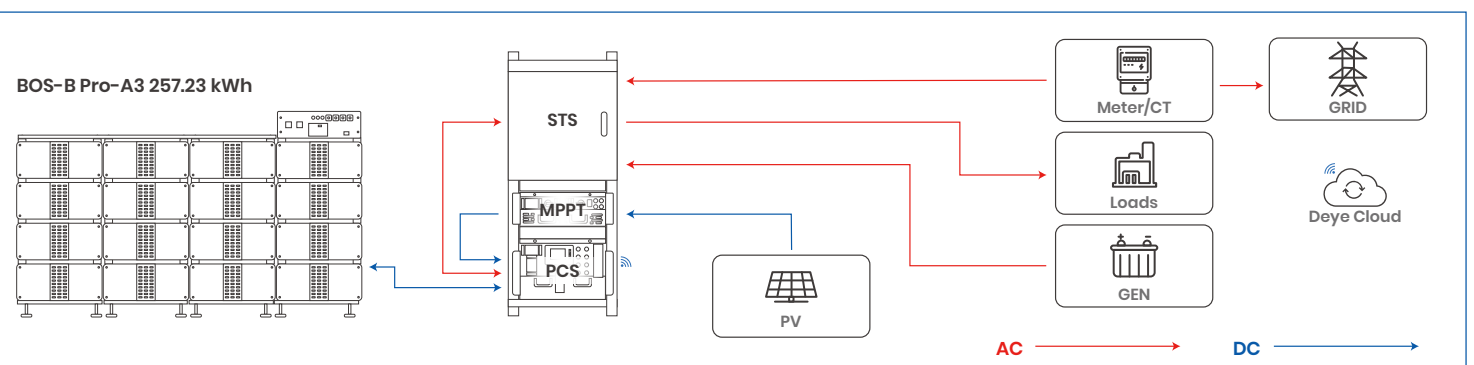 BOS-B Pro-A3 257.23 kWh
STS
MPPT
PCS
PV
Meter/CT
GRID
Loads
Deye Cloud
GEN
AC
DC